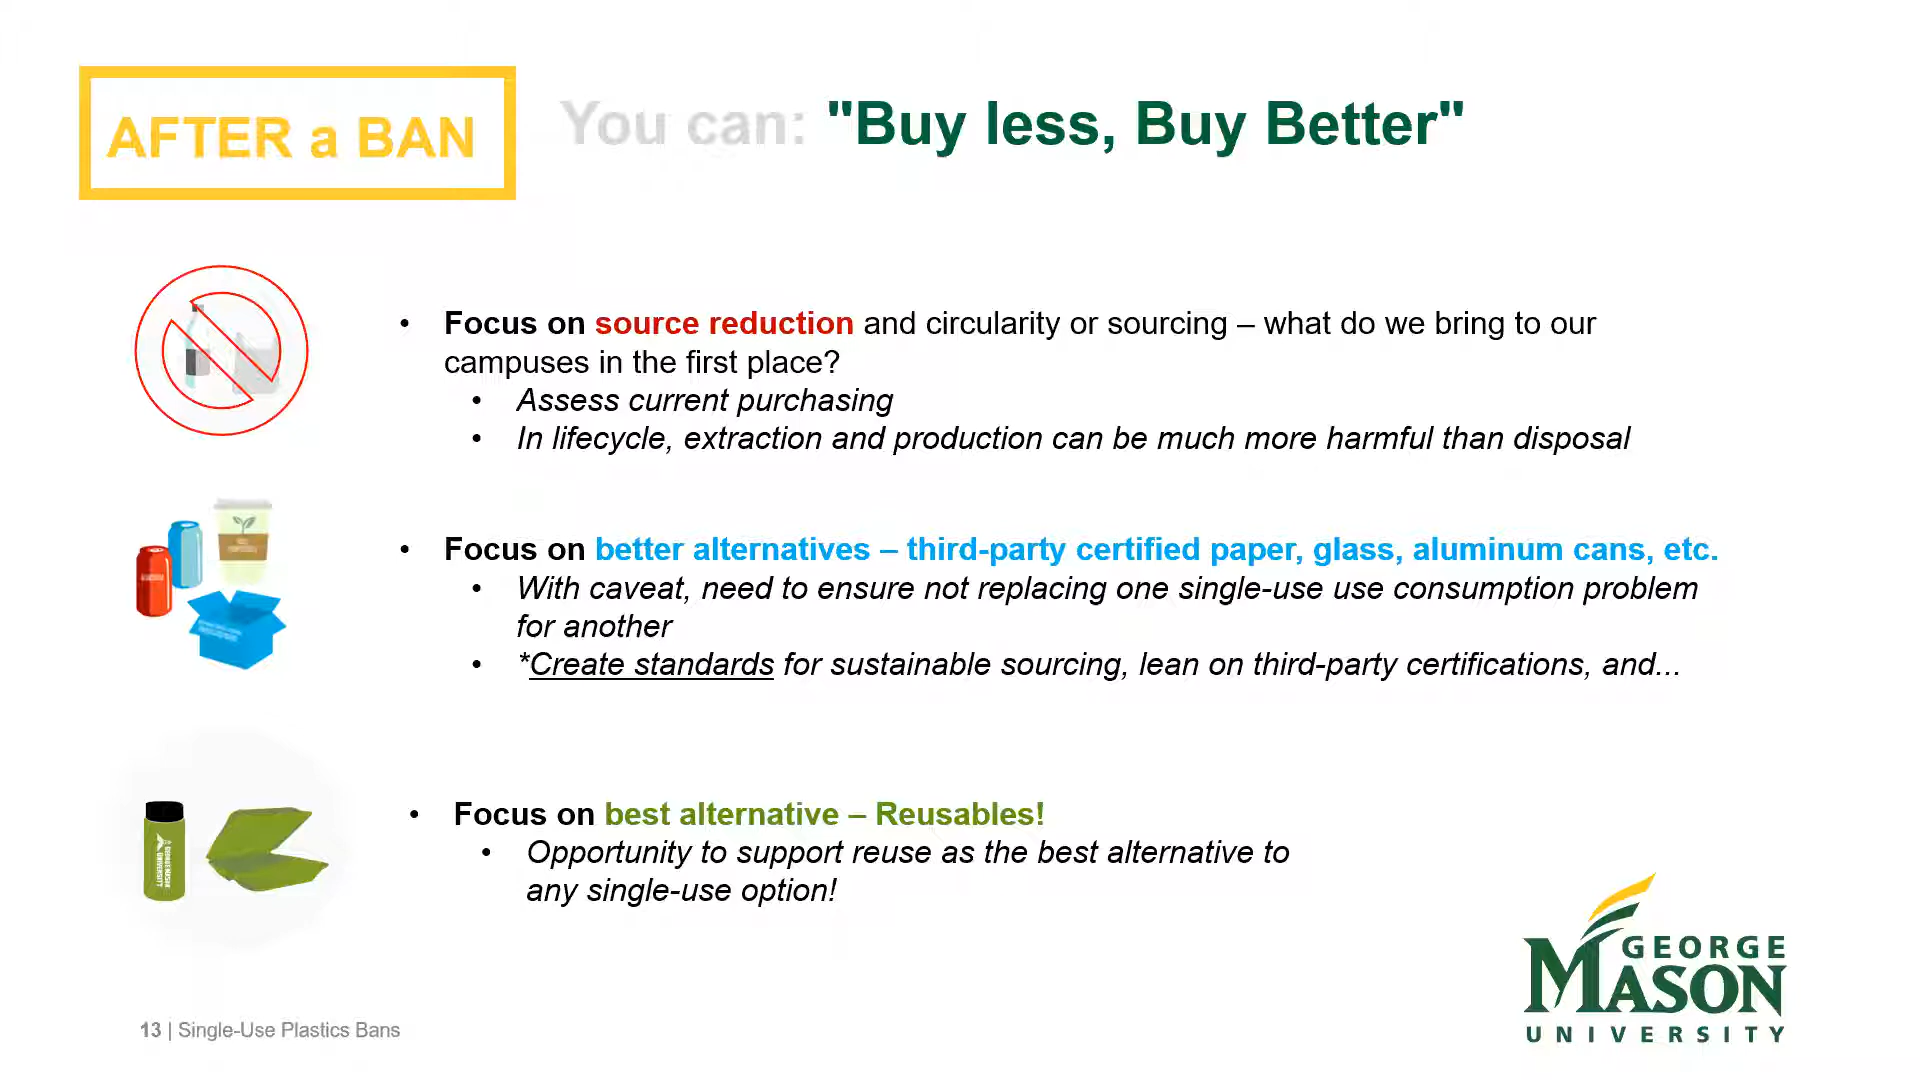 AFTER a BAN
You can: "Buy less, Buy Better"
• Focus on source reduction and circularity or sourcing – what do we bring to our
campuses in the first place?
• Assess current purchasing
• In lifecycle, extraction and production can be much more harmful than disposal
• Focus on better alternatives – third-party certified paper, glass, aluminum cans, etc.
• With caveat, need to ensure not replacing one single-use use consumption problem
for another
• *Create standards for sustainable sourcing, lean on third-party certifications, and...
• Focus on best alternative – Reusables!
• Opportunity to support reuse as the best alternative to
any single-use option!
GEORGE
MASON
UNIVERSITY
13 | Single-Use Plastics Bans